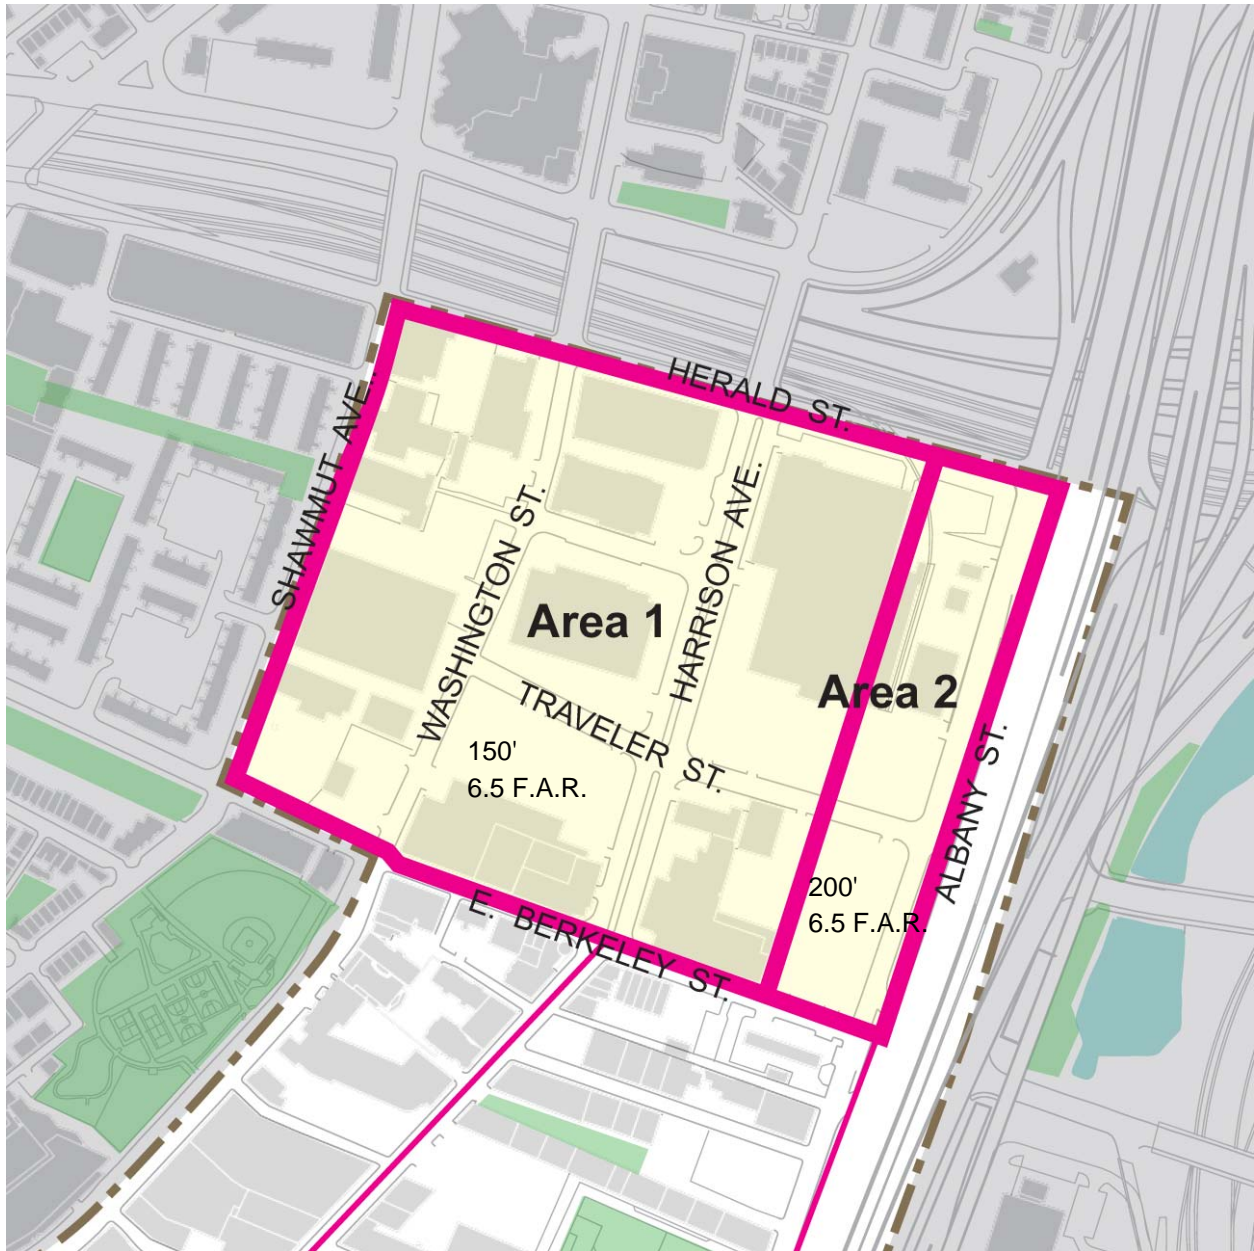 HERALD ST.
SHAWMUT AVE..
WASHINGTON ST.
HARRISON AVE.
Area 1
Area 2
TRAVELER ST.
150'
6.5 F.A.R.
ALBANY ST.
200'
6.5 F.A.R.
E. BERKELEY ST.